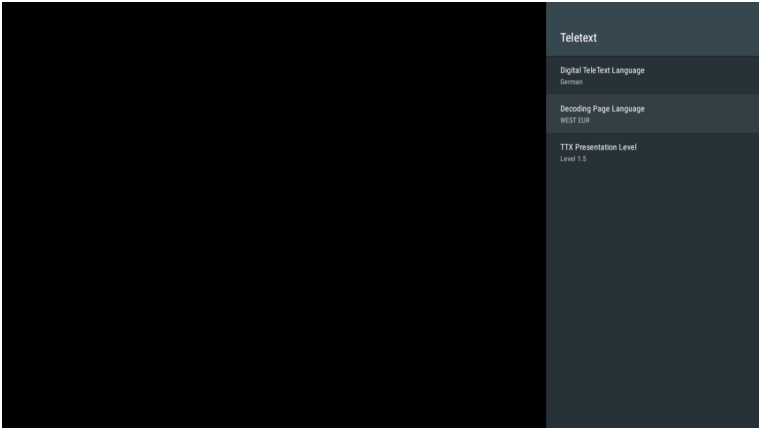 Teletext
Digital TeleText Language
German
Decoding Page Language
WEST EUR
TTX Presentation Level
Level 1.5